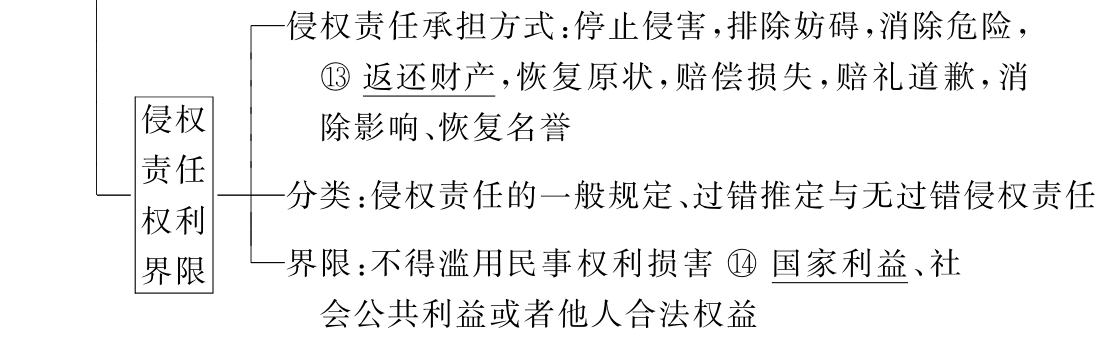 侵权责任承担方式:停止侵害,排除妨碍,消除危险,
⑬ 返还财产,恢复原状,赔偿损失,赔礼道歉,消
除影响、恢复名誉
侵权
责任
权利
界限
分类:侵权责任的一般规定、过错推定与无过错侵权责任
界限:不得滥用民事权利损害 ⑭ 国家利益、社
会公共利益或者他人合法权益